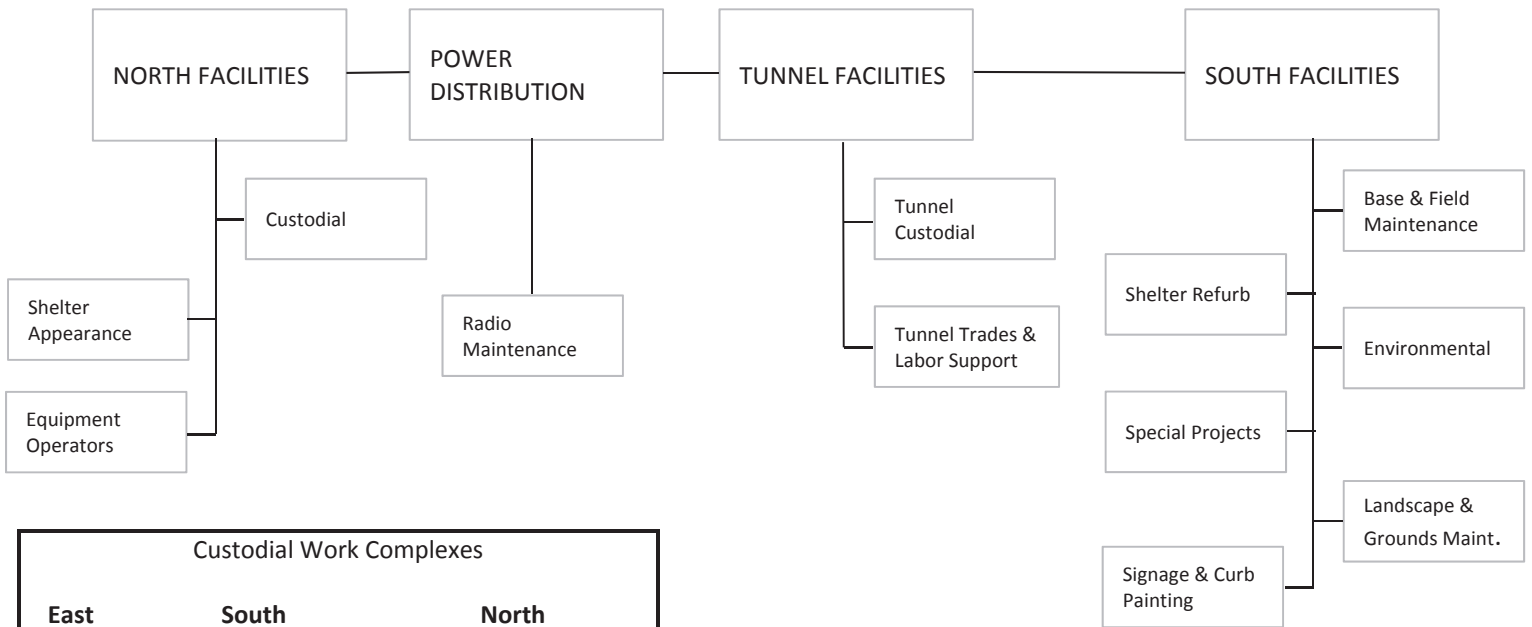 NORTH FACILITIES
POWER
DISTRIBUTION
TUNNEL FACILITIES
SOUTH FACILITIES
Custodial
Shelter
Appearance
Equipment
Operators
Radio
Maintenance
Tunnel
Custodial
Tunnel Trades &
Labor Support
Base & Field
Maintenance
Shelter Refurb
Environmental
Special Projects
Landscape &
Grounds Maint.
Signage & Curb
Painting
Custodial Work Complexes
East South North